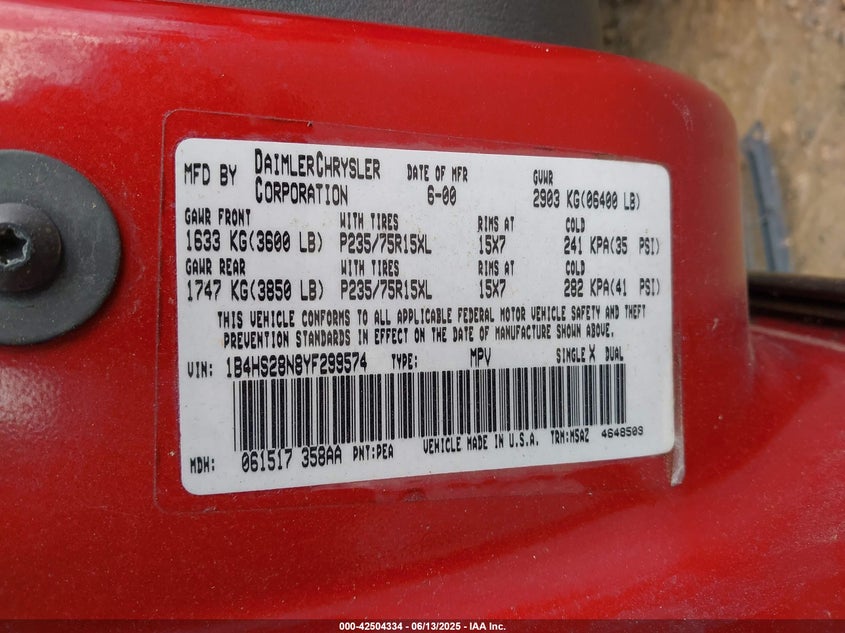 MFD BY DAIMLERCHRYSLER CORPORATION DATE OF MFR 6-00 GVWR 2903 KG(06400 LB)
GAWR FRONT WITH TIRES RIMS AT COLD
1633 KG(3600 LB) P235/75R15XL 15X7 241 KPA(35 PSI)
GAWR REAR WITH TIRES RIMS AT COLD
1747 KG(3850 LB) P235/75R15XL 15X7 282 KPA(41 PSI)
THIS VEHICLE CONFORMS TO ALL APPLICABLE FEDERAL MOTOR VEHICLE SAFETY AND THEFT
PREVENTION STANDARDS IN EFFECT ON THE DATE OF MANUFACTURE SHOWN ABOVE.
VIN: 1B4HS28N8YF299574 TYPE: MPV SINGLE X DUAL
MDH: 061517 358AA PNT:PEA VEHICLE MADE IN U.S.A. TRM:M5AZ 4648509
000-42504334 - 06/13/2025 - IAA Inc.